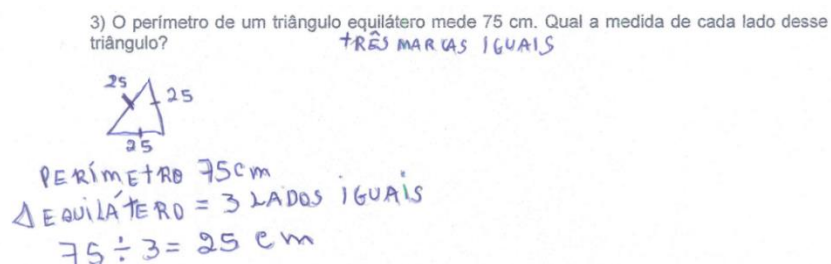 3) O perímetro de um triângulo equilátero mede 75 cm. Qual a medida de cada lado desse
triângulo?
TRÊS MARCAS IGUAIS
25
25
25
PERÍMETRO 75cm
Δ EQUILÁTERO = 3 LADOS IGUAIS
75 ÷ 3 = 25 cm